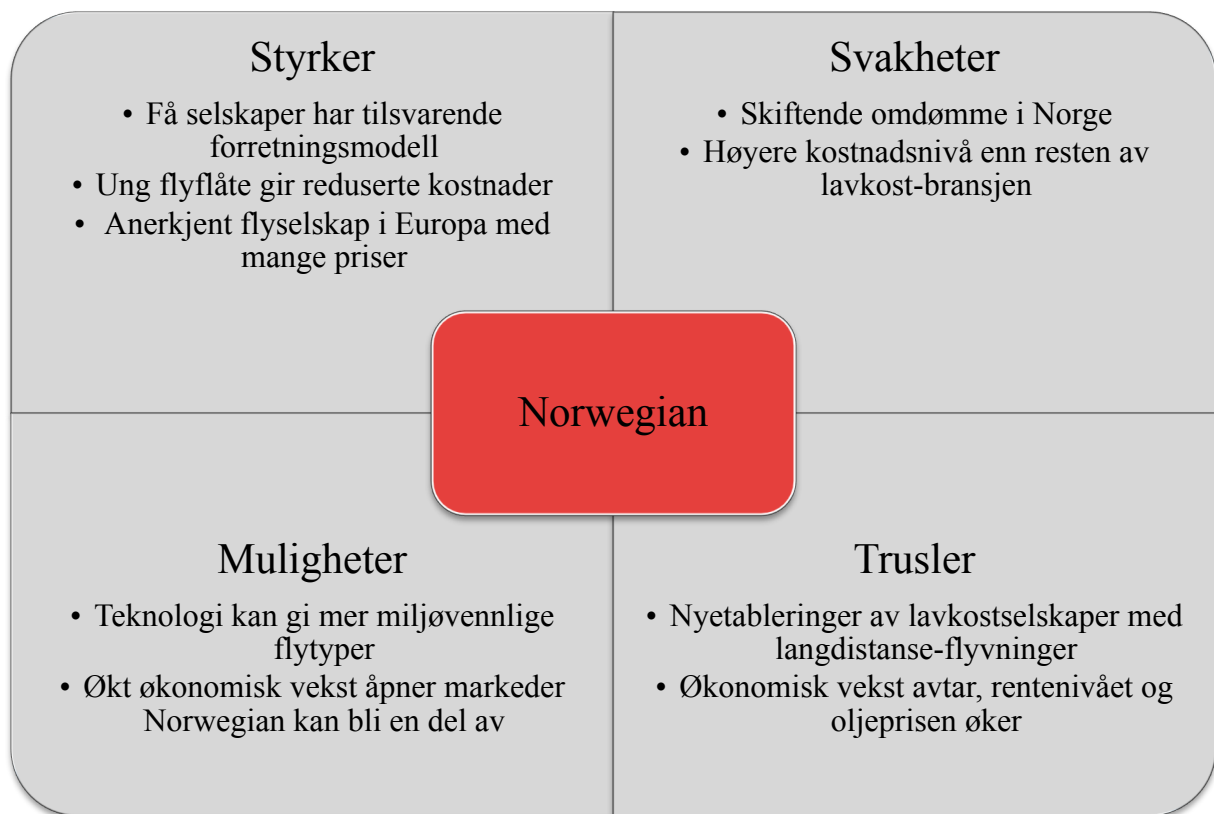 Styrker
• Få selskaper har tilsvarende
forretningsmodell
• Ung flyflåte gir reduserte kostnader
• Anerkjent flyselskap i Europa med
mange priser
Svakheter
• Skiftende omdømme i Norge
• Høyere kostnadsnivå enn resten av
lavkost-bransjen
Norwegian
Muligheter
• Teknologi kan gi mer miljøvennlige
flytyper
• Økt økonomisk vekst åpner markeder
Norwegian kan bli en del av
Trusler
• Nyetableringer av lavkostselskaper med
langdistanse-flyvninger
• Økonomisk vekst avtar, rentenivået og
oljeprisen øker